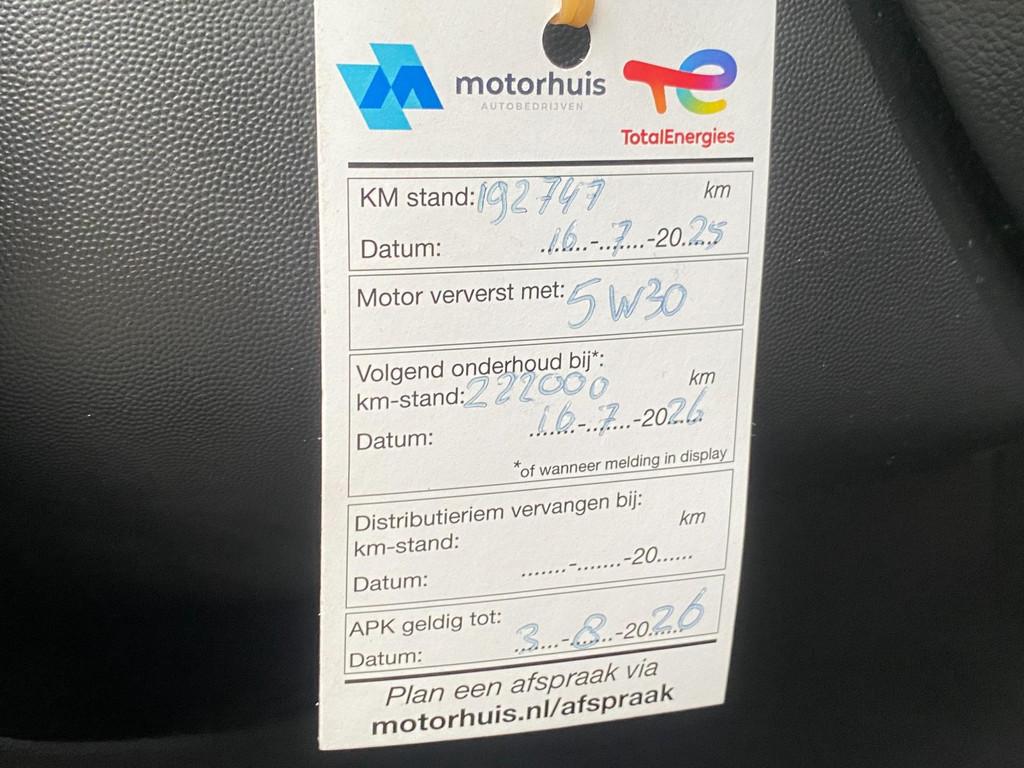 motorhuis
AUTOBEDRIJVEN
TotalEnergies
KM stand: 192747 km
Datum: 16-7-2025
Motor ververst met: 5W30
Volgend onderhoud bij*:
km-stand: 222000 km
Datum: 16-7-2026
*of wanneer melding in display
Distributieriem vervangen bij:
km-stand: km
Datum: .......-.......-20......
APK geldig tot:
Datum: 3-8-2026
Plan een afspraak via
motorhuis.nl/afspraak